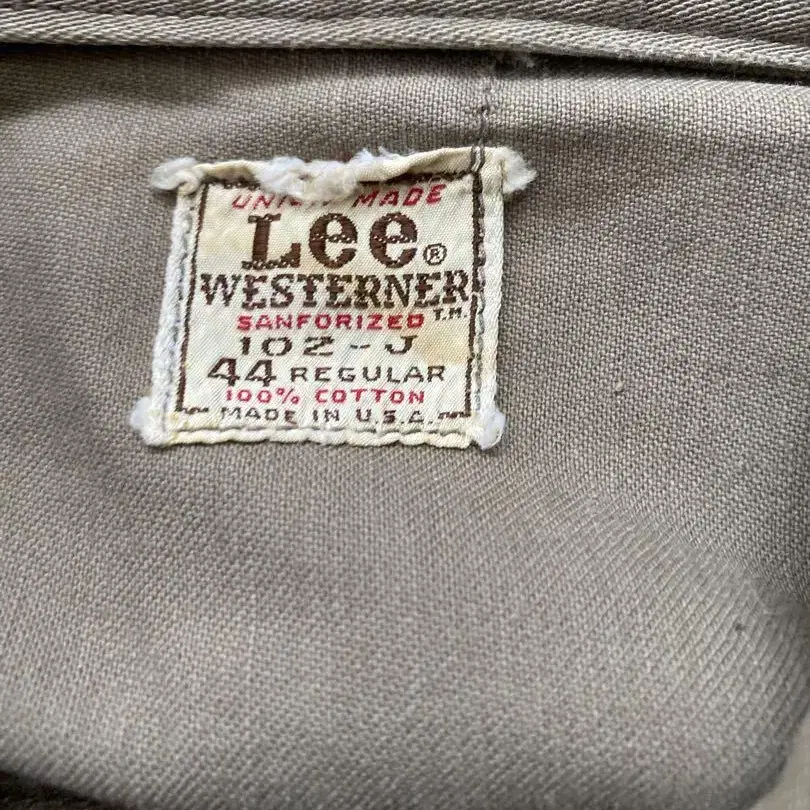 UNION MADE
Lee®
WESTERNER T.M.
SANFORIZED
102-J
44 REGULAR
100% COTTON
MADE IN U.S.A.